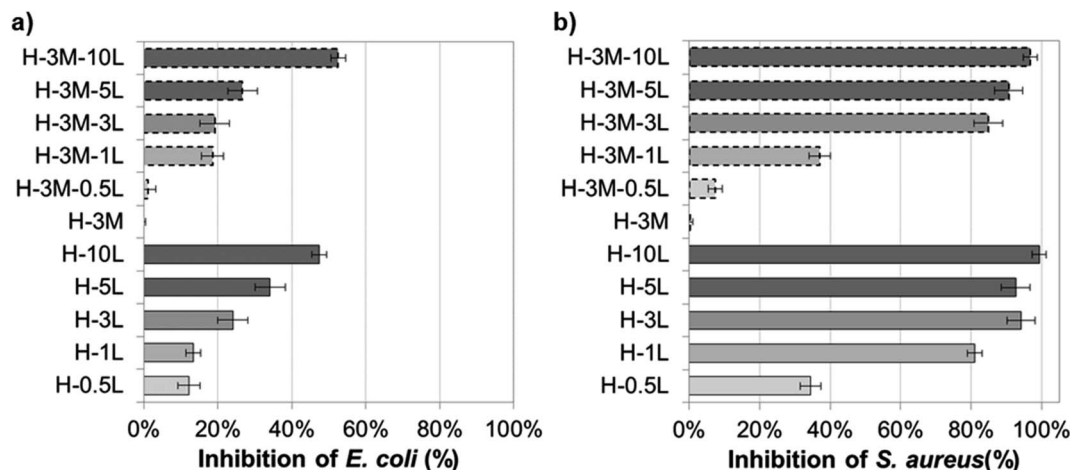 a)
H-3M-10L
H-3M-5L
H-3M-3L
H-3M-1L
H-3M-0.5L
H-3M
H-10L
H-5L
H-3L
H-1L
H-0.5L
0% 20% 40% 60% 80% 100%
Inhibition of E. coli (%)
b)
H-3M-10L
H-3M-5L
H-3M-3L
H-3M-1L
H-3M-0.5L
H-3M
H-10L
H-5L
H-3L
H-1L
H-0.5L
0% 20% 40% 60% 80% 100%
Inhibition of S. aureus(%)